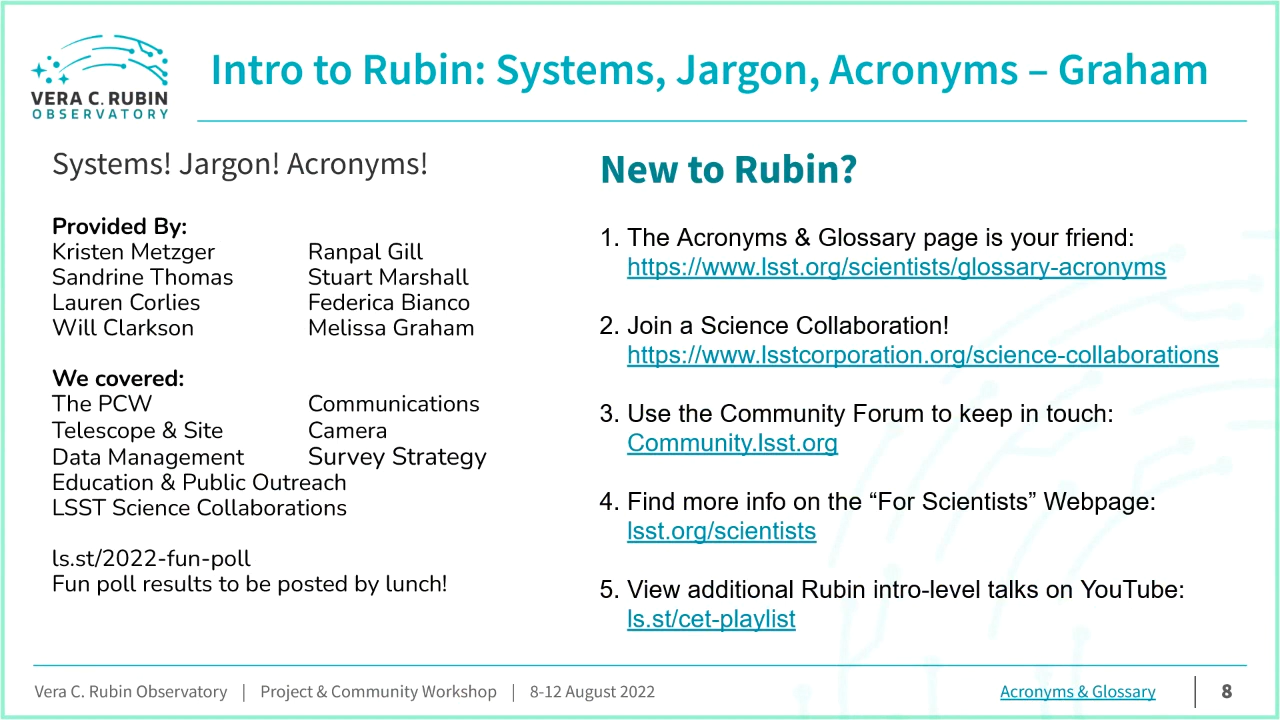 VERA C. RUBIN
OBSERVATORY
Intro to Rubin: Systems, Jargon, Acronyms – Graham
Systems! Jargon! Acronyms!
Provided By:
Kristen Metzger Ranpal Gill
Sandrine Thomas Stuart Marshall
Lauren Corlies Federica Bianco
Will Clarkson Melissa Graham
We covered:
The PCW Communications
Telescope & Site Camera
Data Management Survey Strategy
Education & Public Outreach
LSST Science Collaborations
ls.st/2022-fun-poll
Fun poll results to be posted by lunch!
New to Rubin?
1. The Acronyms & Glossary page is your friend:
https://www.lsst.org/scientists/glossary-acronyms
2. Join a Science Collaboration!
https://www.lsstcorporation.org/science-collaborations
3. Use the Community Forum to keep in touch:
Community.lsst.org
4. Find more info on the “For Scientists” Webpage:
lsst.org/scientists
5. View additional Rubin intro-level talks on YouTube:
ls.st/cet-playlist
Vera C. Rubin Observatory | Project & Community Workshop | 8-12 August 2022
Acronyms & Glossary | 8